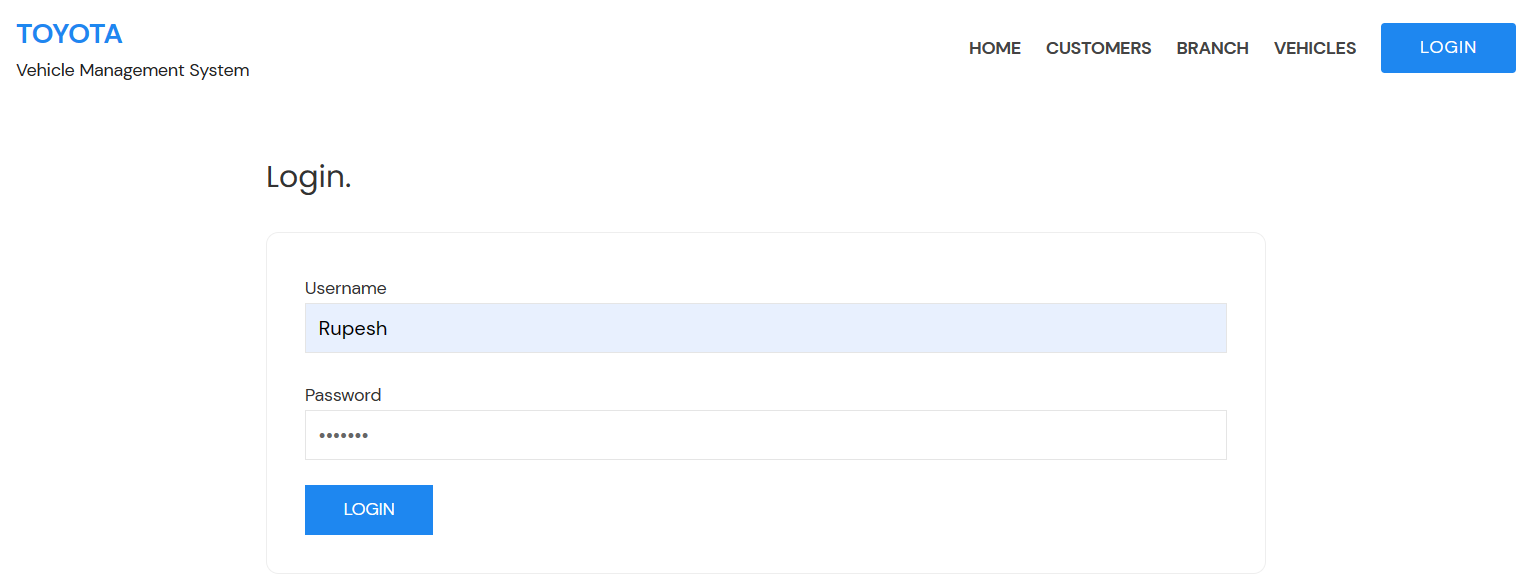 TOYOTA
Vehicle Management System
HOME CUSTOMERS BRANCH VEHICLES LOGIN
Login.
Username
Rupesh
Password
•••••••
LOGIN